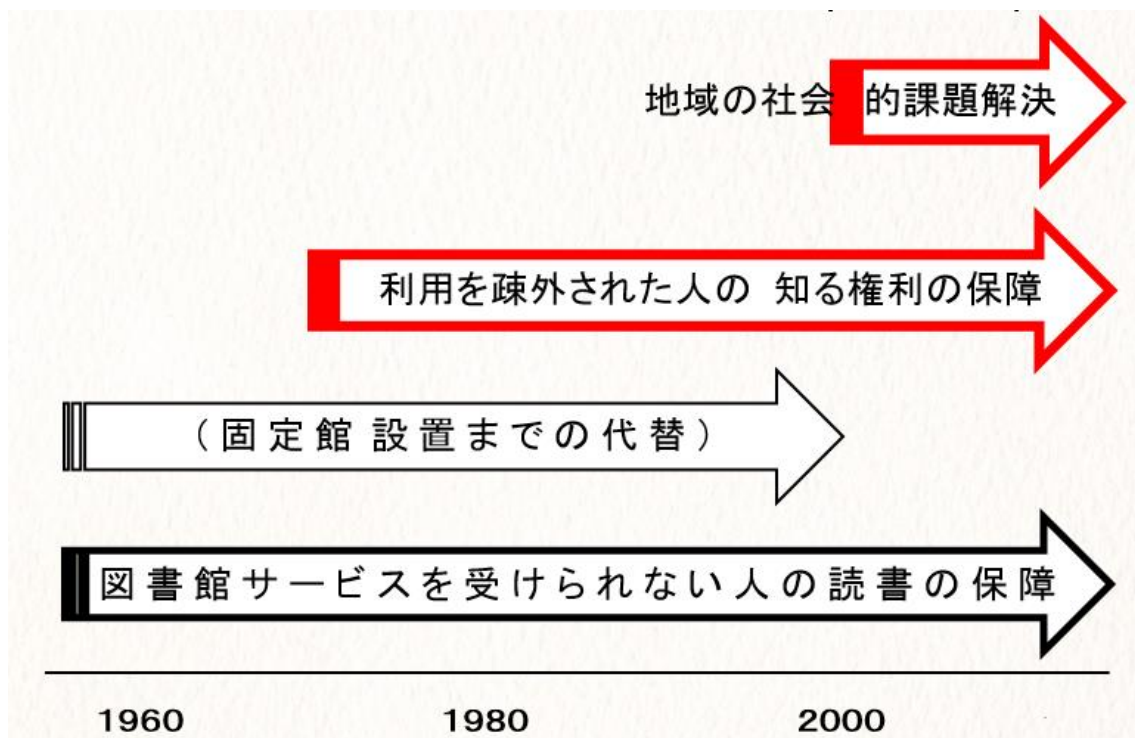 地域の社会 的課題解決
利用を疎外された人の 知る権利の保障
（固定館 設置までの代替）
図書館サービスを受けられない人の読書の保障
1960 1980 2000